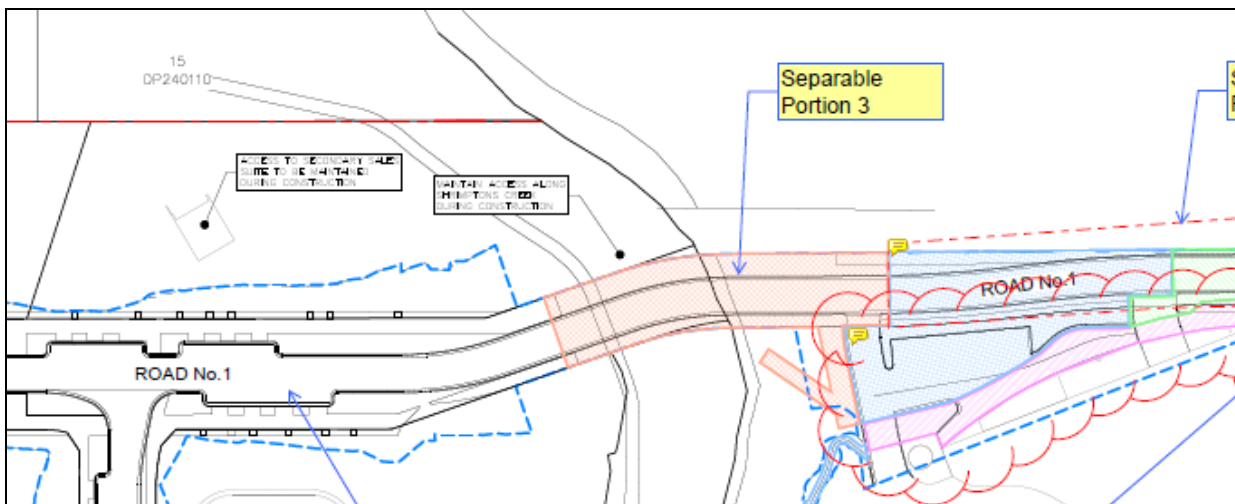 15
DP240110
Separable
Portion 3
ACCESS TO SECONDARY SALES
SUITE TO BE MAINTAINED
DURING CONSTRUCTION
MAINTAIN ACCESS ALONG
SHRIMPTONS CREEK
DURING CONSTRUCTION
ROAD No.1
ROAD No.1